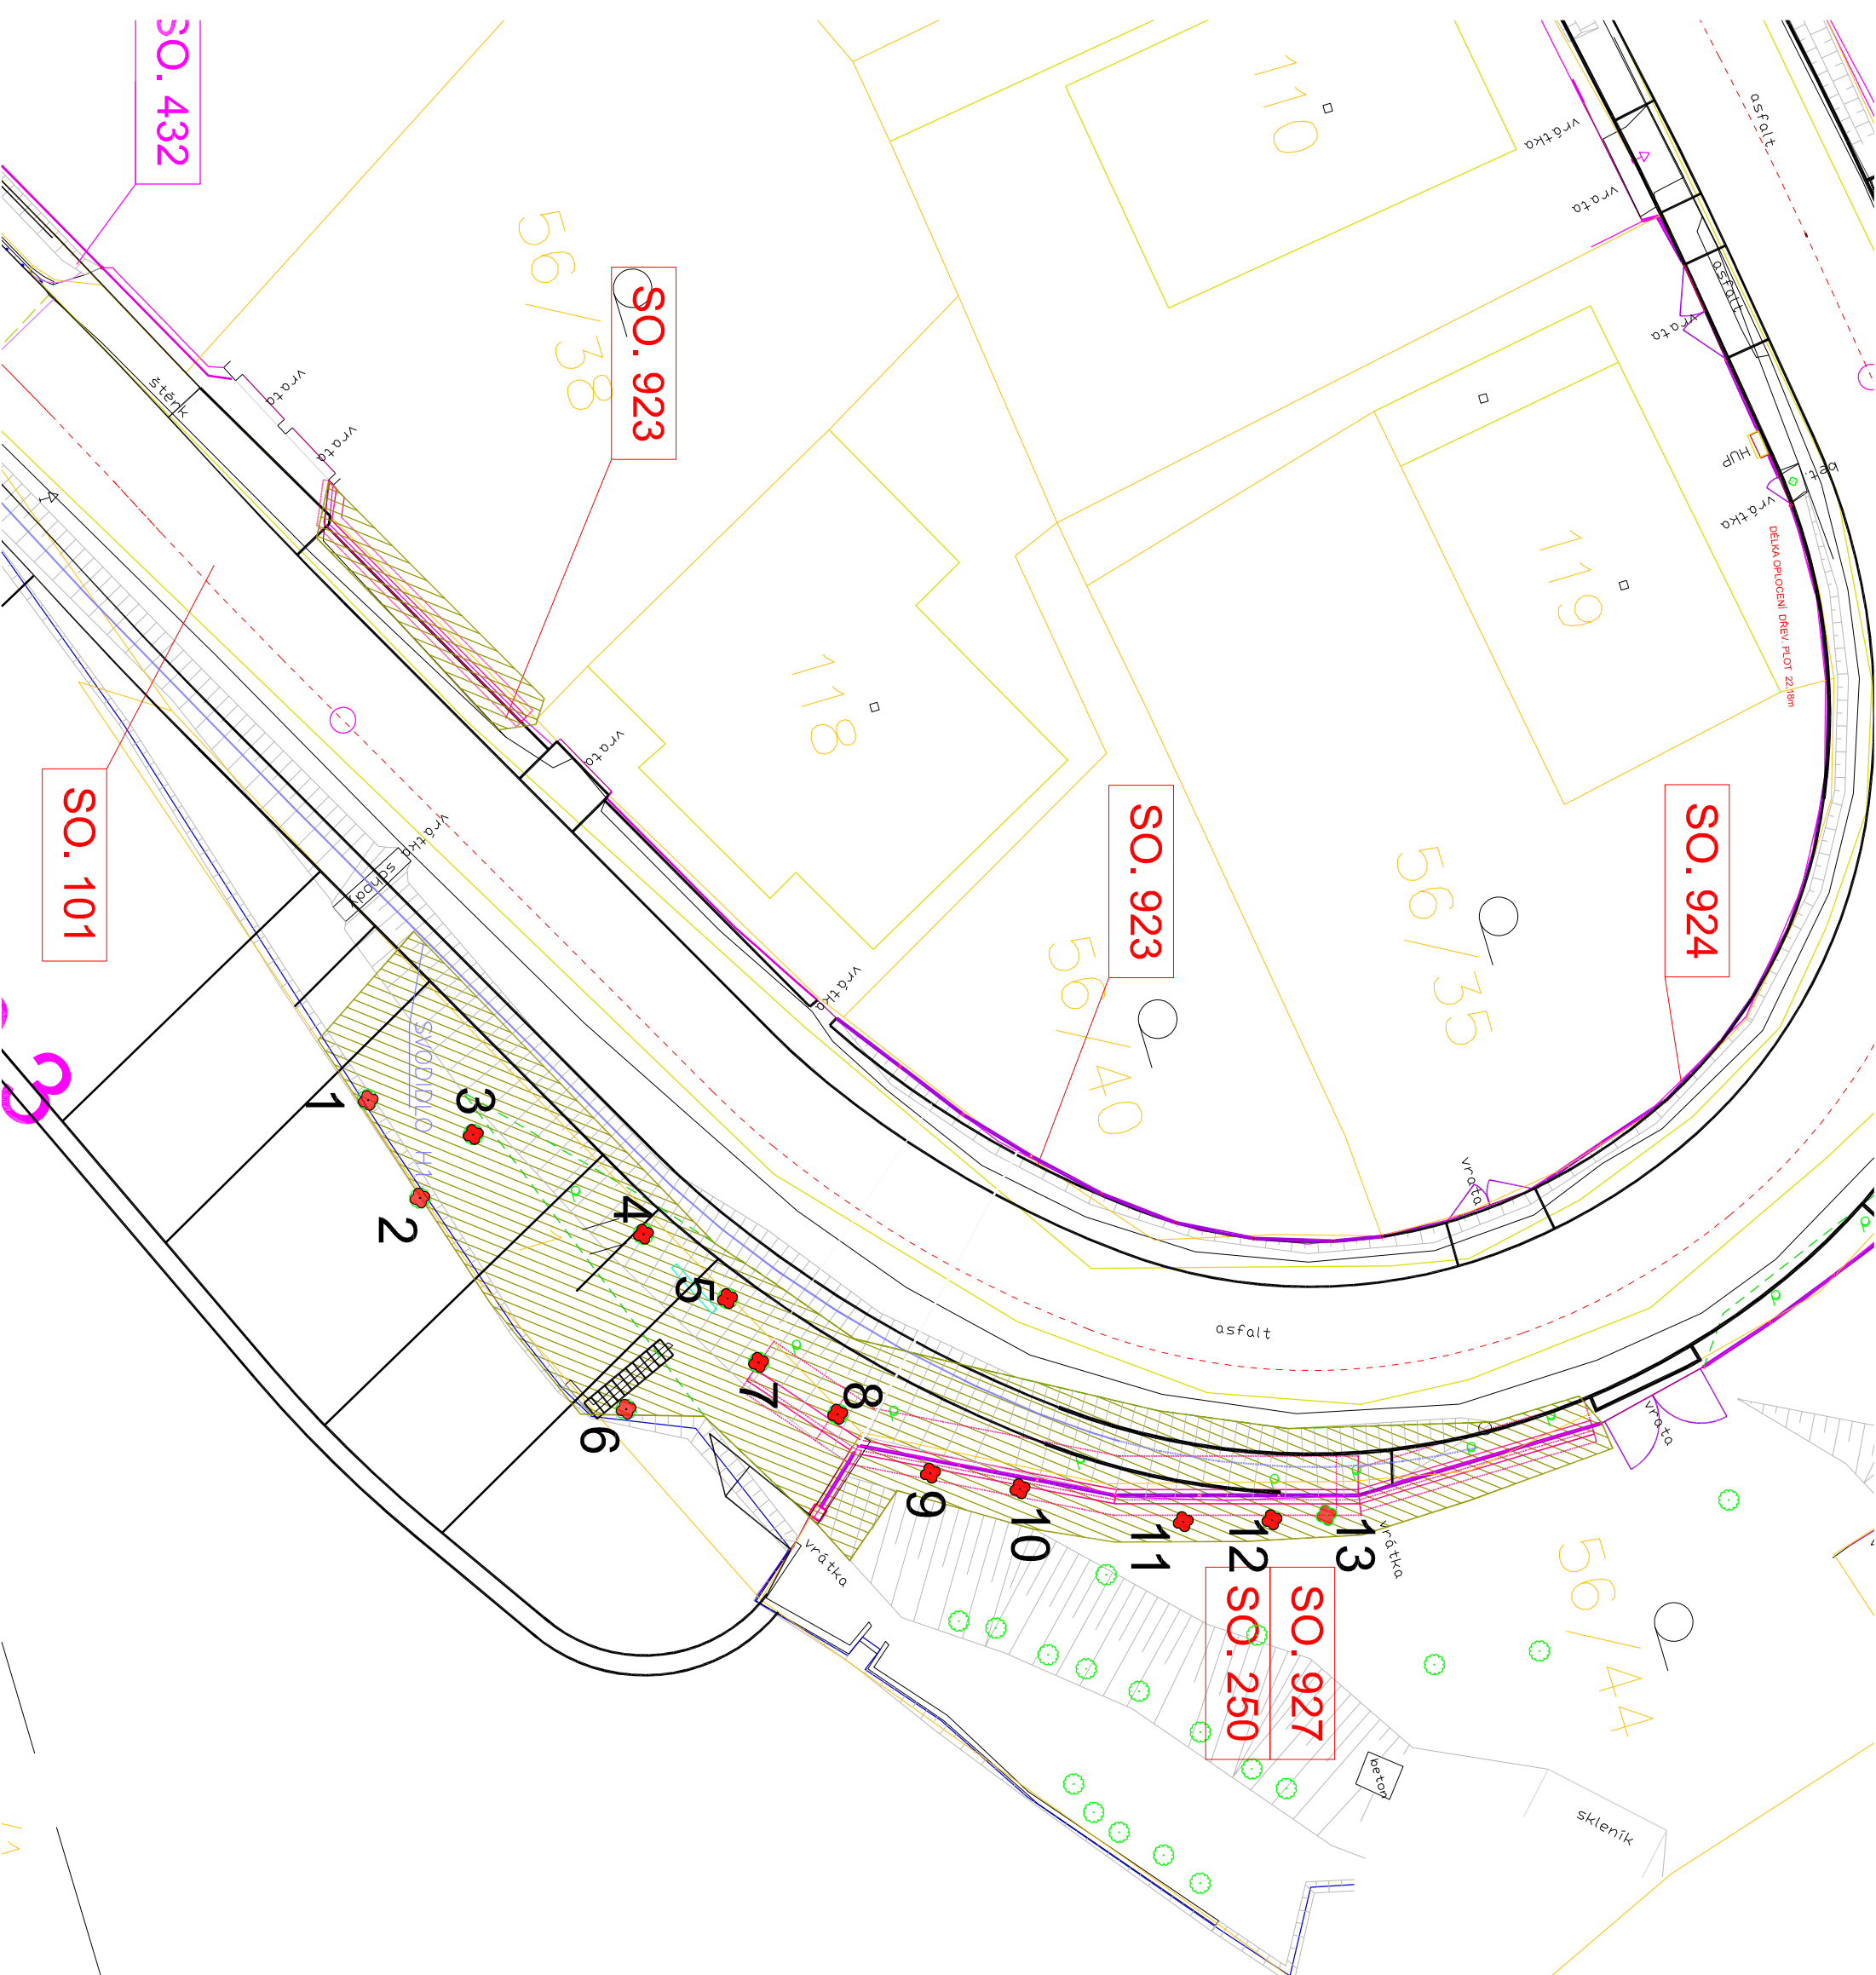 SO. 432
110
asfalt
vrátka
vrata
asfalt
vrata
56/38
SO. 923
štěrk
vrata
vrata
HUP
bet.
vrátka
DÉLKA OPLOCENÍ DŘEV. PLOT 22,18m
119
118
vrata
SO. 101
vrátka
schody
SO. 923
SO. 924
56/35
56/40
vrátka
3
SVODIDLO H1
1
2
3
4
5
6
7
8
9
10
11
12
13
vrata
asfalt
vrata
vrátka
vrátka
SO. 250
SO. 927
56/44
beton
skleník